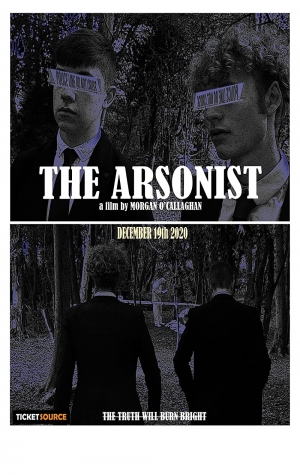 THE ARSONIST
a film by MORGAN O'CALLAGHAN
DECEMBER 19th 2020
TICKETSOURCE
THE TRUTH WILL BURN BRIGHT